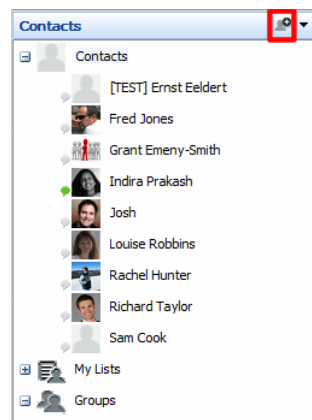 Contacts
Contacts
[TEST] Ernst Eeldert
Fred Jones
Grant Emeny-Smith
Indira Prakash
Josh
Louise Robbins
Rachel Hunter
Richard Taylor
Sam Cook
My Lists
Groups